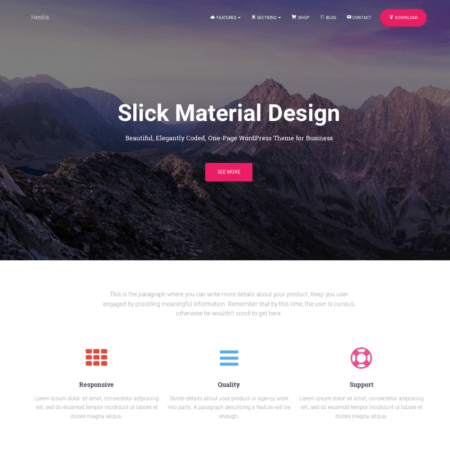 Hestia
FEATURES SECTIONS SHOP BLOG CONTACT DOWNLOAD
Slick Material Design
Beautiful, Elegantly Coded, One-Page WordPress Theme for Business
SEE MORE
This is the paragraph where you can write more details about your product. Keep you user
engaged by providing meaningful information. Remember that by this time, the user is curious,
otherwise he wouldn't scroll to get here.
Responsive
Lorem ipsum dolor sit amet, consectetur adipiscing
elit, sed do eiusmod tempor incididunt ut labore et
dolore magna aliqua.
Quality
Divide details about your product or agency work
into parts. A paragraph describing a feature will be
enough.
Support
Lorem ipsum dolor sit amet, consectetur adipiscing
elit, sed do eiusmod tempor incididunt ut labore et
dolore magna aliqua.